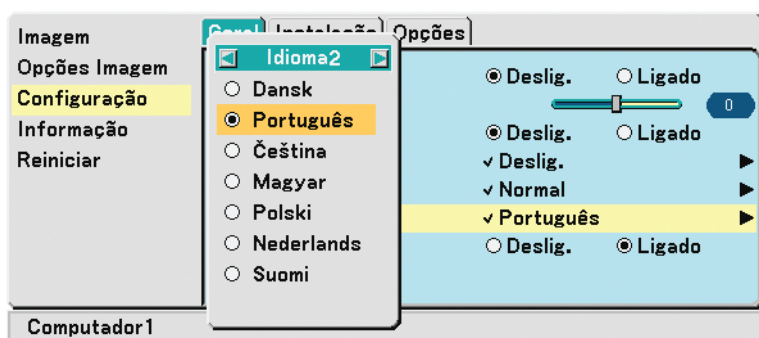 Imagem
Opções Imagem
Configuração
Informação
Reiniciar
Geral Instalação Opções
Idioma2
Dansk
Português
Čeština
Magyar
Polski
Nederlands
Suomi
Deslig. Ligado
0
Deslig. Ligado
Deslig.
Normal
Português
Deslig. Ligado
Computador1